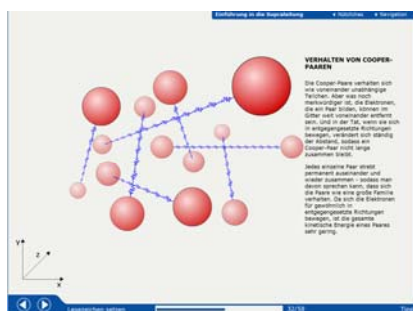 Einführung in die Supraleitung
Nützliches
Navigation
VERHALTEN VON COOPER-
PAAREN
Die Cooper-Paare verhalten sich
wie voneinander unabhängige
Teilchen. Aber was noch
merkwürdiger ist, die Elektronen,
die ein Paar bilden, können im
Gitter weit voneinander entfernt
sein. Und in der Tat, wenn sie sich
in entgegengesetzte Richtungen
bewegen, verändert sich ständig
der Abstand, sodass ein
Cooper-Paar nicht lange
zusammen bleibt.
Jedes einzelne Paar strebt
permanent auseinander und
wieder zusammen - sodass man
davon sprechen kann, dass sich
die Paare wie eine große Familie
verhalten. Da sich die Elektronen
für gewöhnlich in
entgegengesetzte Richtungen
bewegen, ist die gesamte
kinetische Energie eines Paares
sehr gering.
Y
Z
X
Lesezeichen setzen
32/50
Tipp